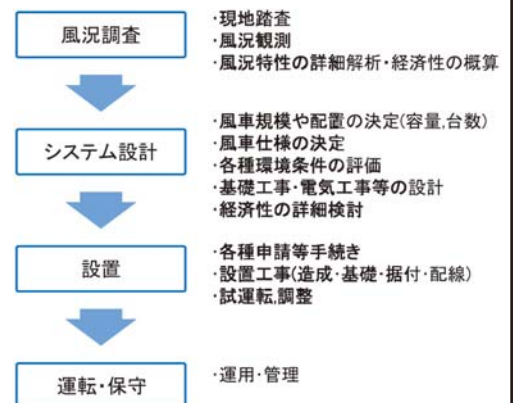 風況調査
·現地踏査
·風況観測
·風況特性の詳細解析·経済性の概算
システム設計
·風車規模や配置の決定(容量,台数)
·風車仕様の決定
·各種環境条件の評価
·基礎工事·電気工事等の設計
·経済性の詳細検討
設置
·各種申請等手続き
·設置工事(造成·基礎·据付·配線)
·試運転,調整
運転·保守
·運用·管理